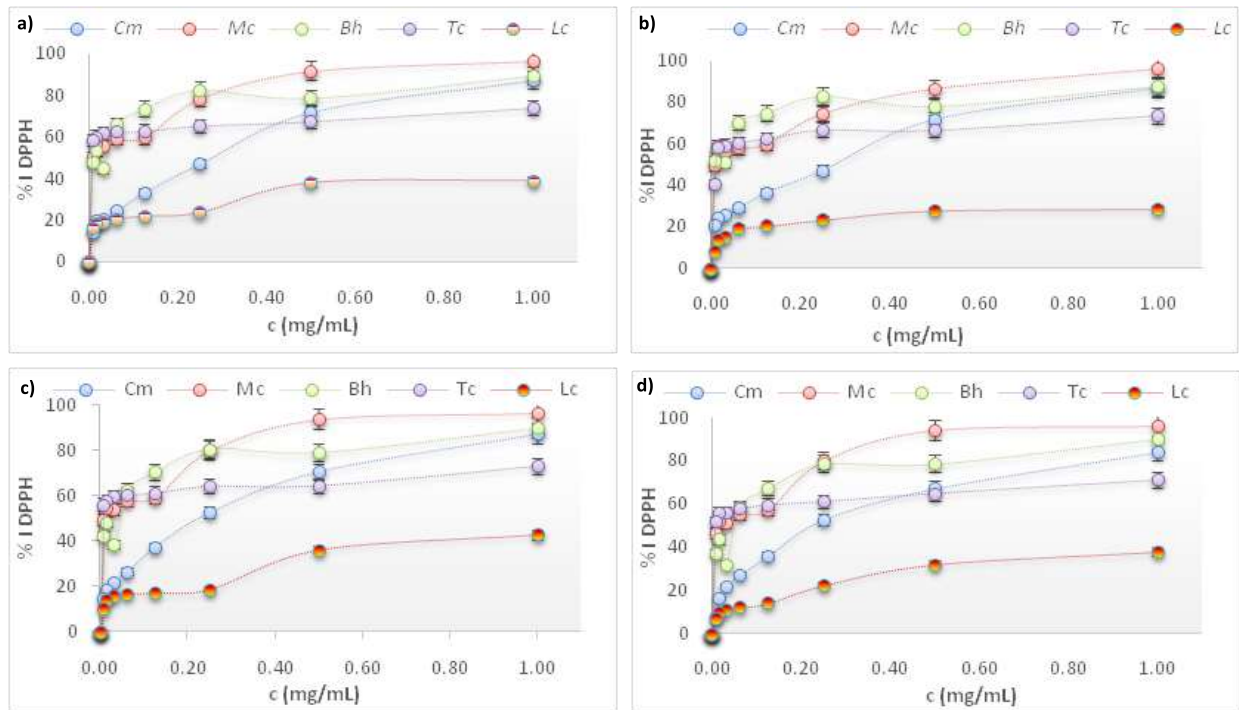 a) Cm Mc Bh Tc Lc
100
80
60
40
20
0
% I DPPH
0.00 0.20 0.40 0.60 0.80 1.00
c (mg/mL)
b) Cm Mc Bh Tc Lc
100
80
60
40
20
0
%I DPPH
0.00 0.20 0.40 0.60 0.80 1.00
c (mg/mL)
c) Cm Mc Bh Tc Lc
100
80
60
40
20
0
% I DPPH
0.00 0.20 0.40 0.60 0.80 1.00
c (mg/mL)
d) Cm Mc Bh Tc Lc
100
80
60
40
20
0
% I DPPH
0.00 0.20 0.40 0.60 0.80 1.00
c (mg/mL)